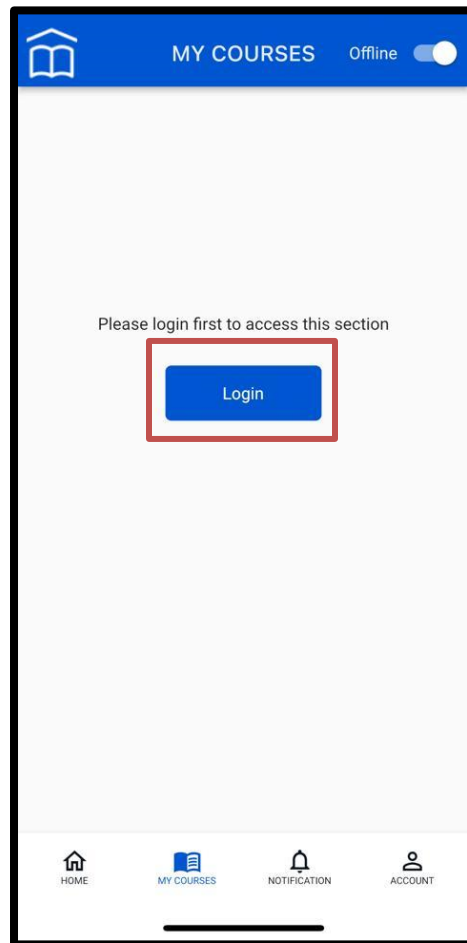 MY COURSES Offline
Please login first to access this section
Login
HOME MY COURSES NOTIFICATION ACCOUNT